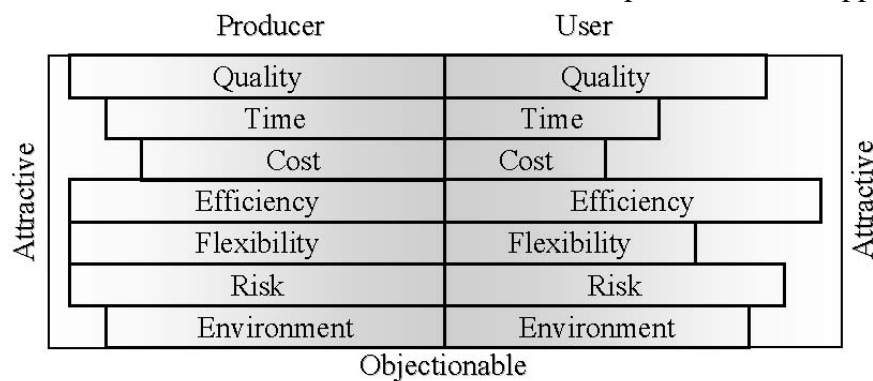 Producer User
Quality Quality
Time Time
Cost Cost
Efficiency Efficiency
Flexibility Flexibility
Risk Risk
Environment Environment
Attractive
Attractive
Objectionable